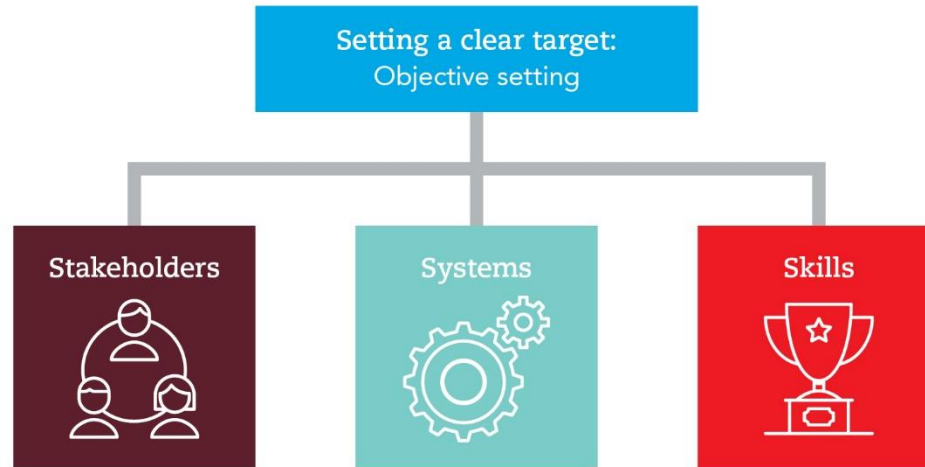 Setting a clear target:
Objective setting
Stakeholders
Systems
Skills